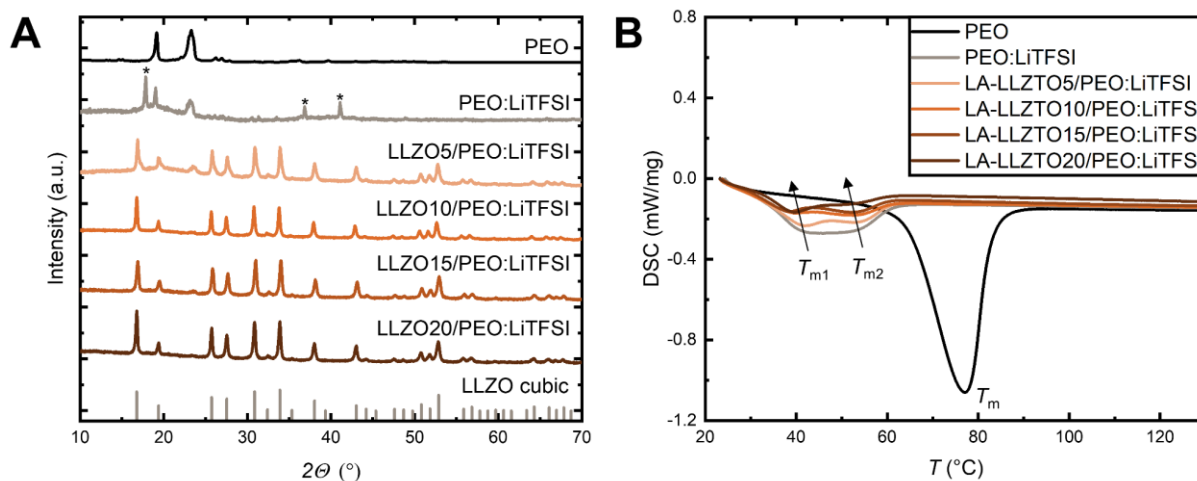 A
PEO
*
PEO:LiTFSI
*
*
LLZO5/PEO:LiTFSI
LLZO10/PEO:LiTFSI
LLZO15/PEO:LiTFSI
LLZO20/PEO:LiTFSI
LLZO cubic
Intensity (a.u.)
10 20 30 40 50 60 70
2Θ (°)
B
0.8
0.4
0.0
-0.4
-0.8
-1.2
DSC (mW/mg)
PEO
PEO:LiTFSI
LA-LLZTO5/PEO:LiTFSI
LA-LLZTO10/PEO:LiTFS
LA-LLZTO15/PEO:LiTFS
LA-LLZTO20/PEO:LiTFS
Tm1
Tm2
Tm
20 40 60 80 100 120
T (°C)